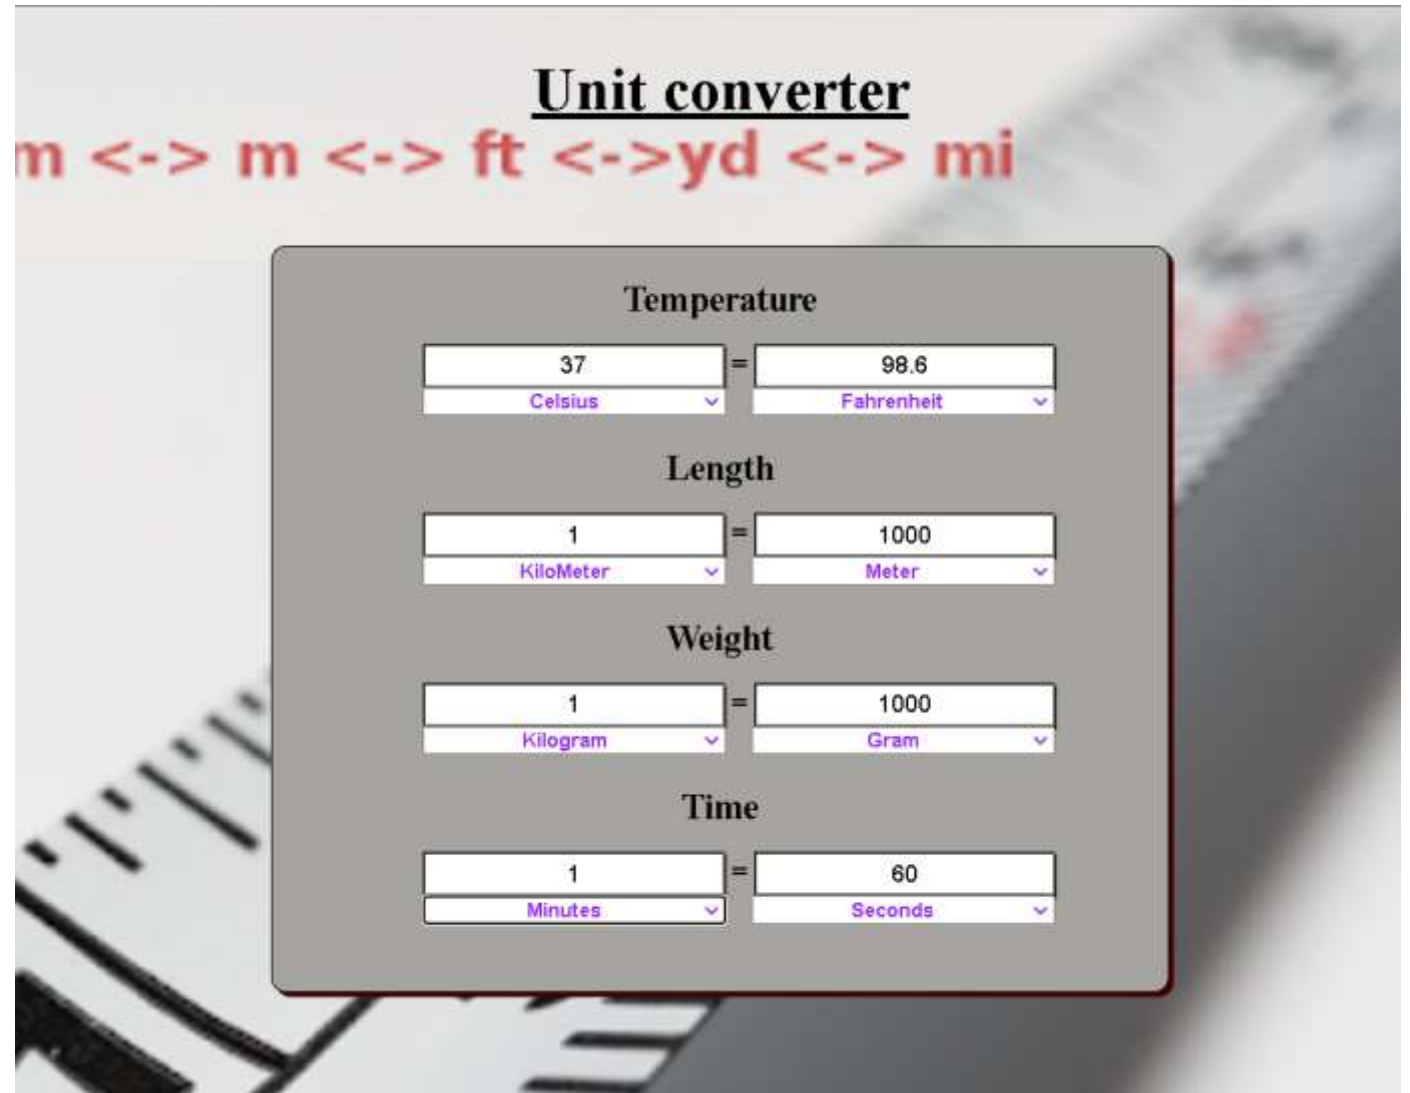 Unit converter
m <-> m <-> ft <->yd <-> mi
Temperature
37 = 98.6
Celsius Fahrenheit
Length
1 = 1000
KiloMeter Meter
Weight
1 = 1000
Kilogram Gram
Time
1 = 60
Minutes Seconds